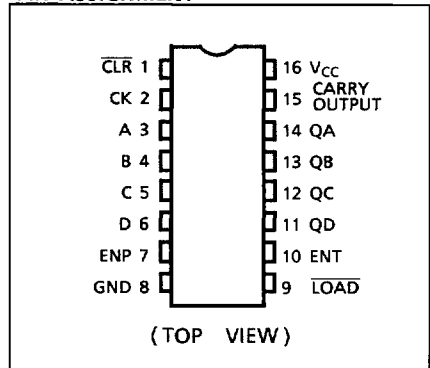 CLR 1
CK 2
A 3
B 4
C 5
D 6
ENP 7
GND 8
16 VCC
15 CARRY OUTPUT
14 QA
13 QB
12 QC
11 QD
10 ENT
9 LOAD
(TOP VIEW)